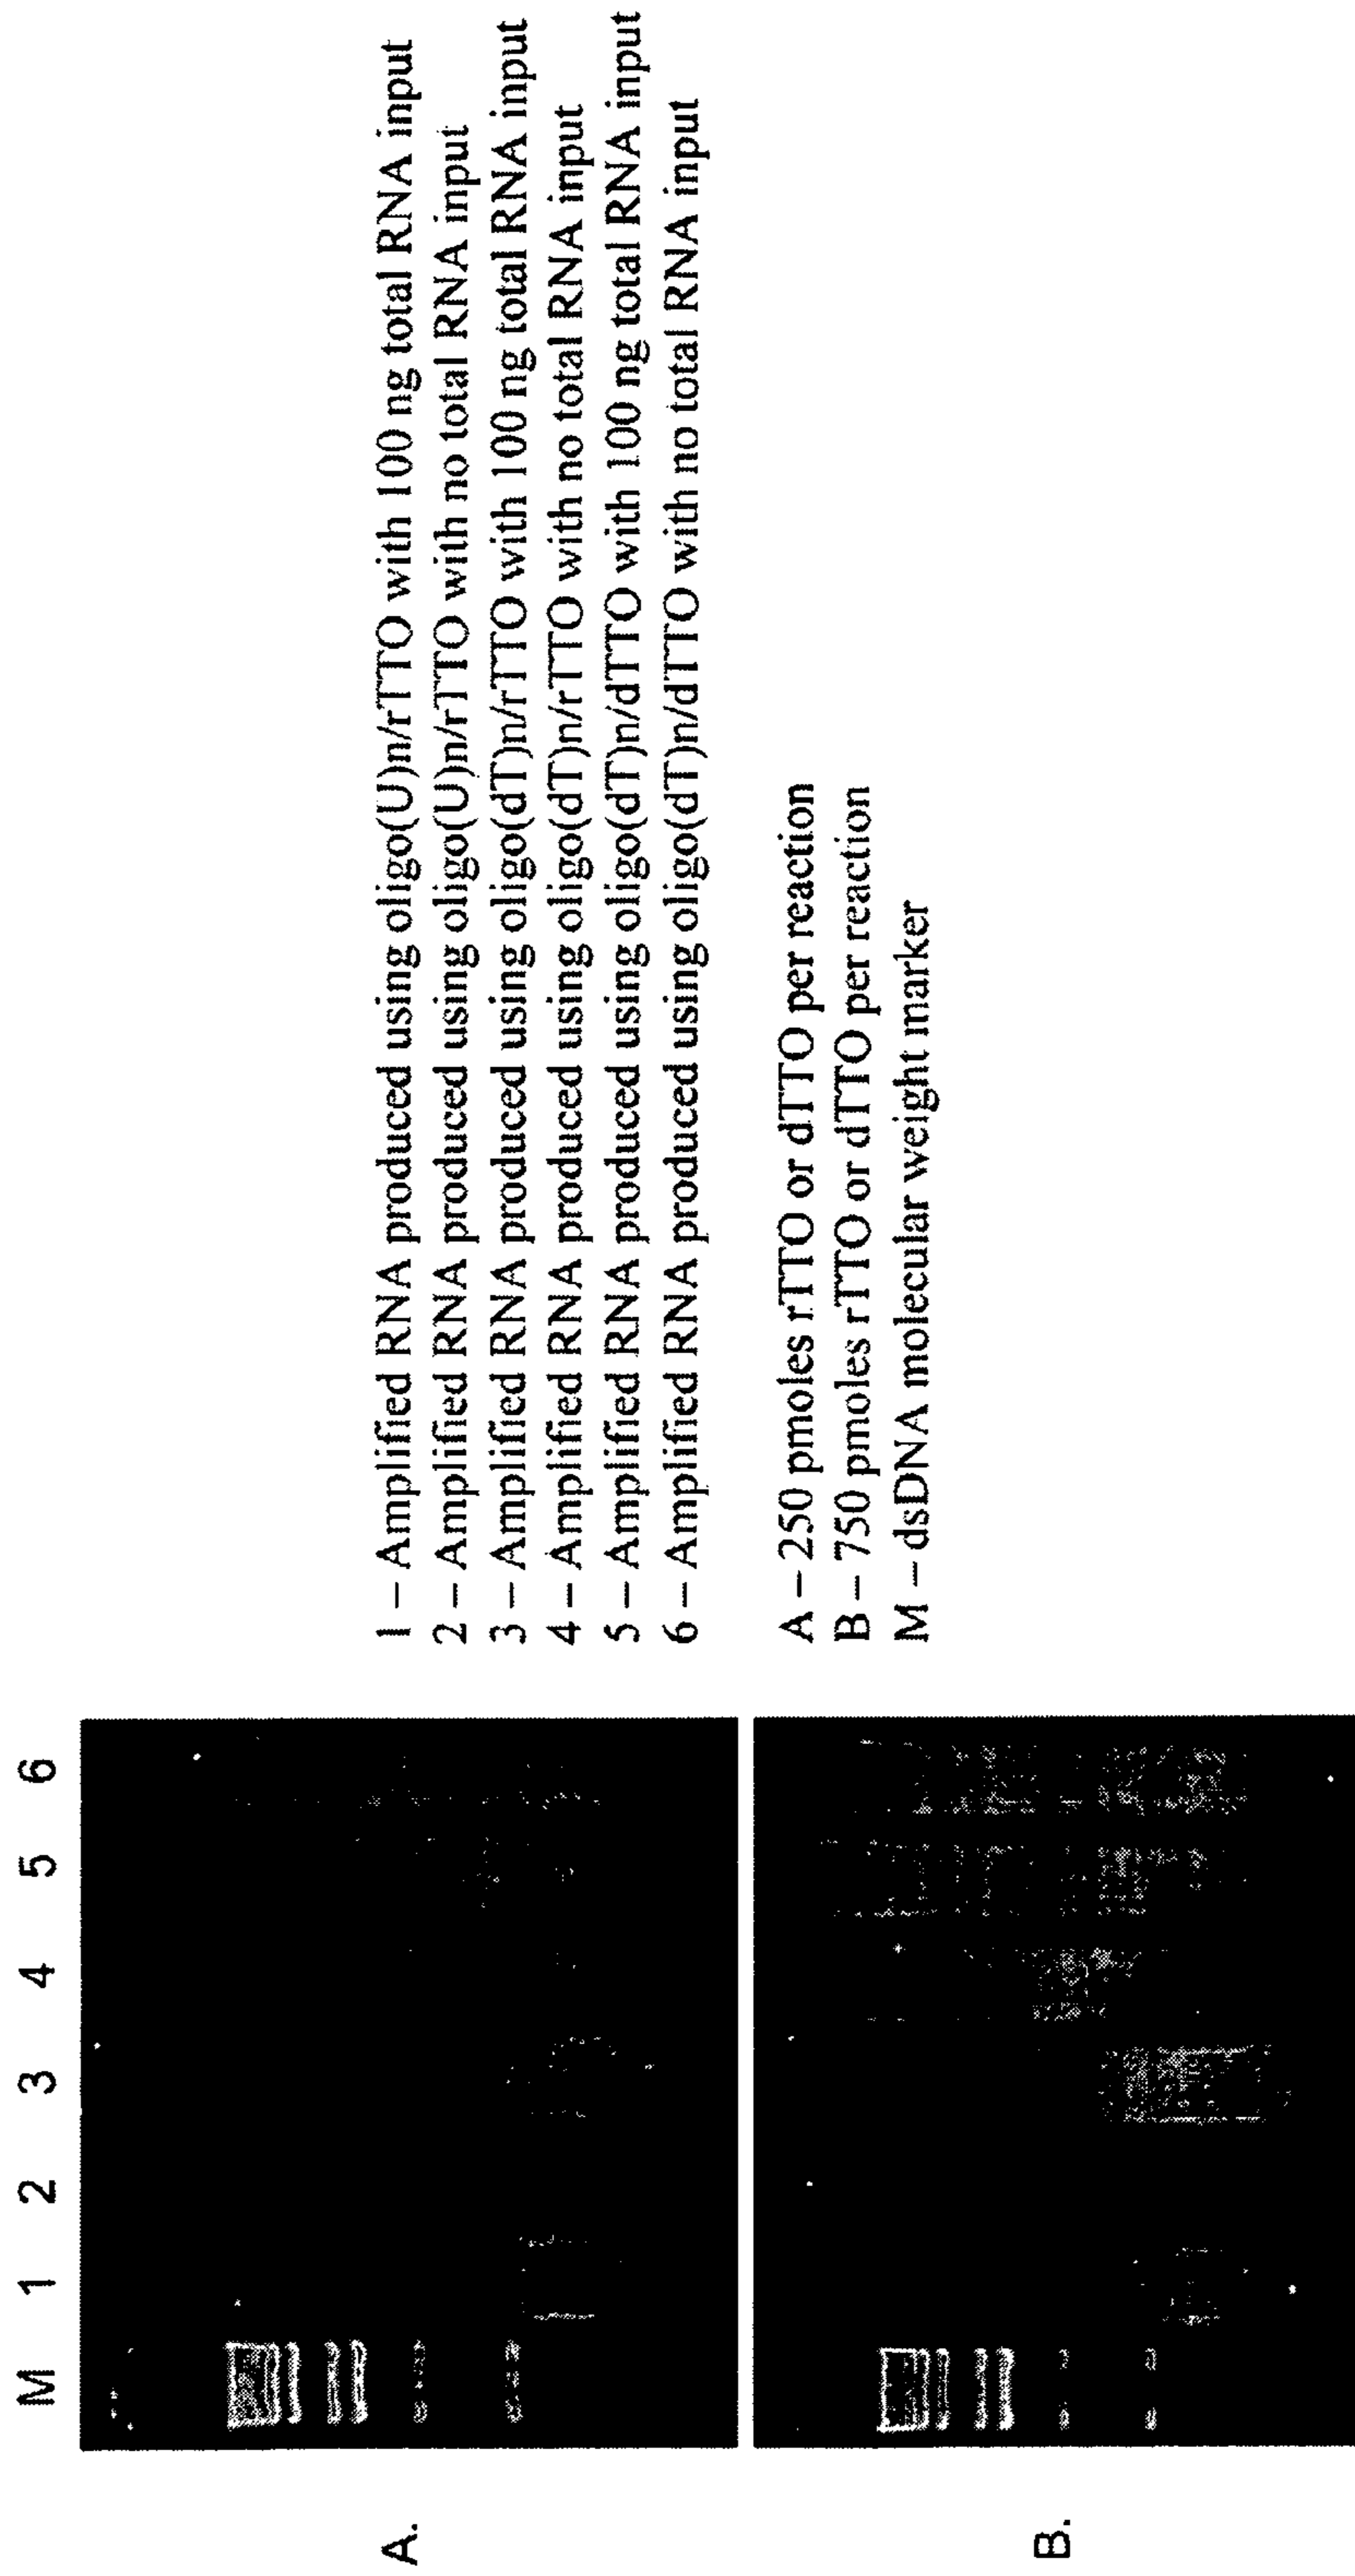 M 1 2 3 4 5 6
A.
B.
1 – Amplified RNA produced using oligo(U)n/rTTO with 100 ng total RNA input
2 – Amplified RNA produced using oligo(U)n/rTTO with no total RNA input
3 – Amplified RNA produced using oligo(dT)n/rTTO with 100 ng total RNA input
4 – Amplified RNA produced using oligo(dT)n/rTTO with no total RNA input
5 – Amplified RNA produced using oligo(dT)n/dTTO with 100 ng total RNA input
6 – Amplified RNA produced using oligo(dT)n/dTTO with no total RNA input
A – 250 pmoles rTTO or dTTO per reaction
B – 750 pmoles rTTO or dTTO per reaction
M – dsDNA molecular weight marker